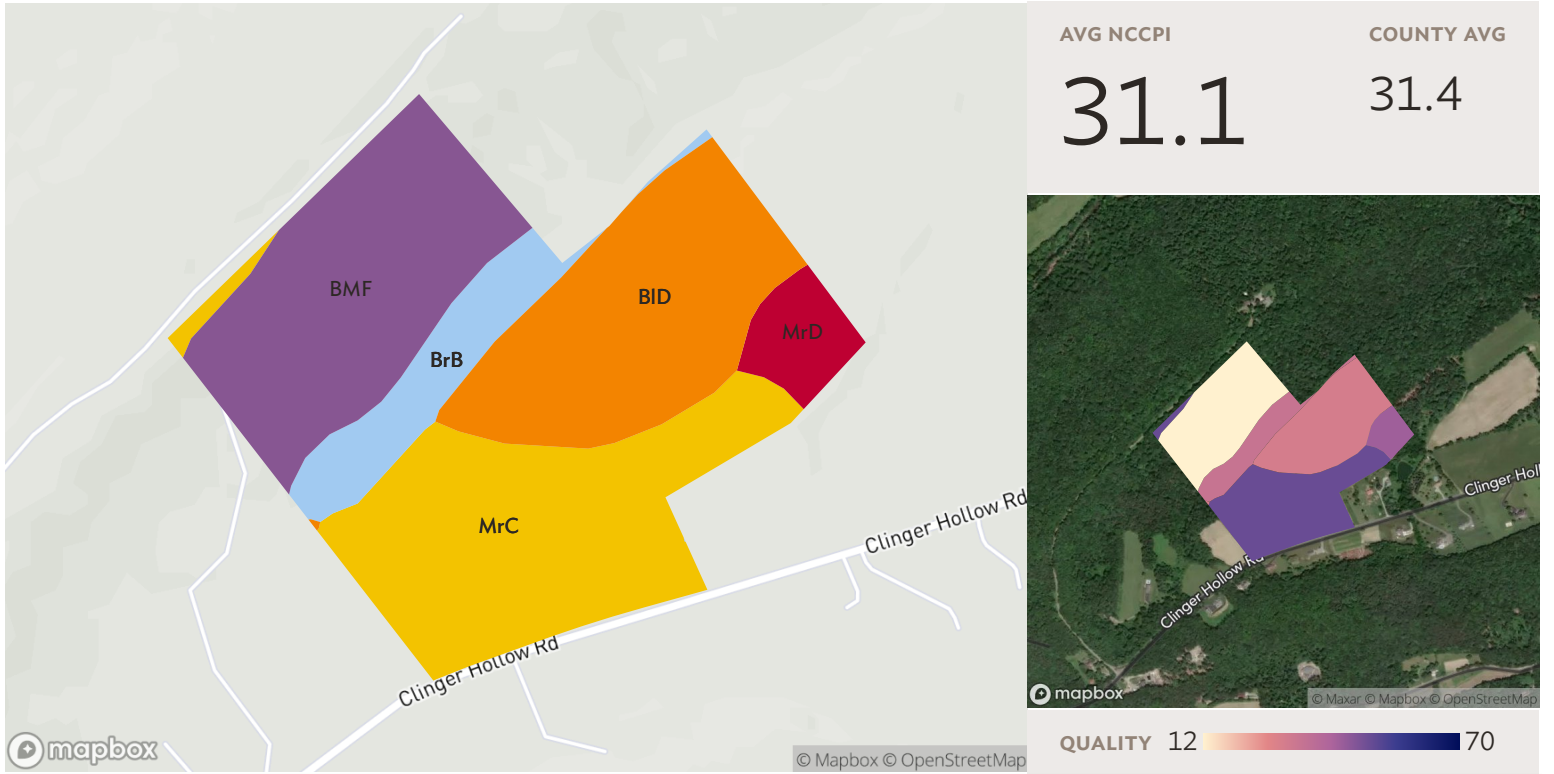 BMF
BrB
BlD
MrD
MrC
Clinger Hollow Rd
Clinger Hollow Rd
mapbox
© Mapbox © OpenStreetMap
AVG NCCPI
COUNTY AVG
31.1
31.4
Clinger Holl
Clinger Hollow Rd
mapbox
© Maxar © Mapbox © OpenStreetMap
QUALITY 12 70